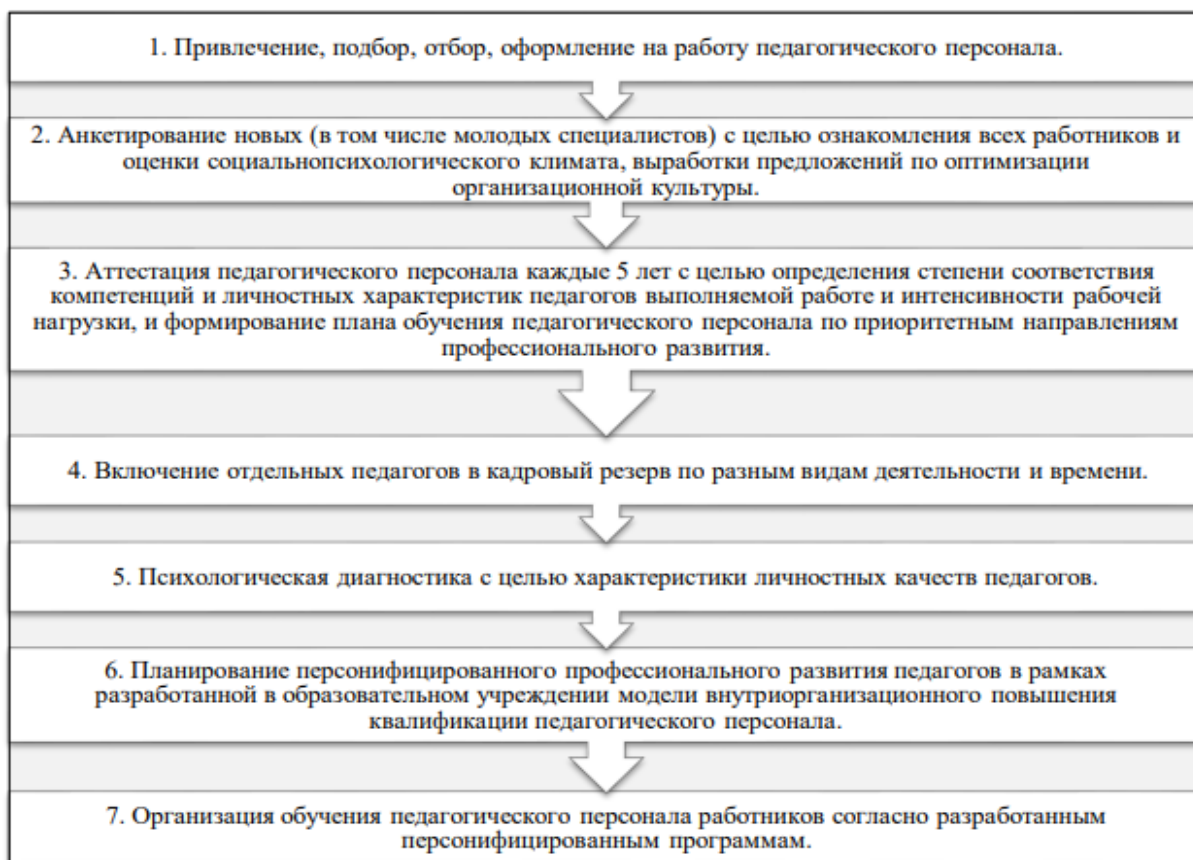 1. Привлечение, подбор, отбор, оформление на работу педагогического персонала.
2. Анкетирование новых (в том числе молодых специалистов) с целью ознакомления всех работников и
оценки социальнопсихологического климата, выработки предложений по оптимизации
организационной культуры.
3. Аттестация педагогического персонала каждые 5 лет с целью определения степени соответствия
компетенций и личностных характеристик педагогов выполняемой работе и интенсивности рабочей
нагрузки, и формирование плана обучения педагогического персонала по приоритетным направлениям
профессионального развития.
4. Включение отдельных педагогов в кадровый резерв по разным видам деятельности и времени.
5. Психологическая диагностика с целью характеристики личностных качеств педагогов.
6. Планирование персонифицированного профессионального развития педагогов в рамках
разработанной в образовательном учреждении модели внутриорганизационного повышения
квалификации педагогического персонала.
7. Организация обучения педагогического персонала работников согласно разработанным
персонифицированным программам.